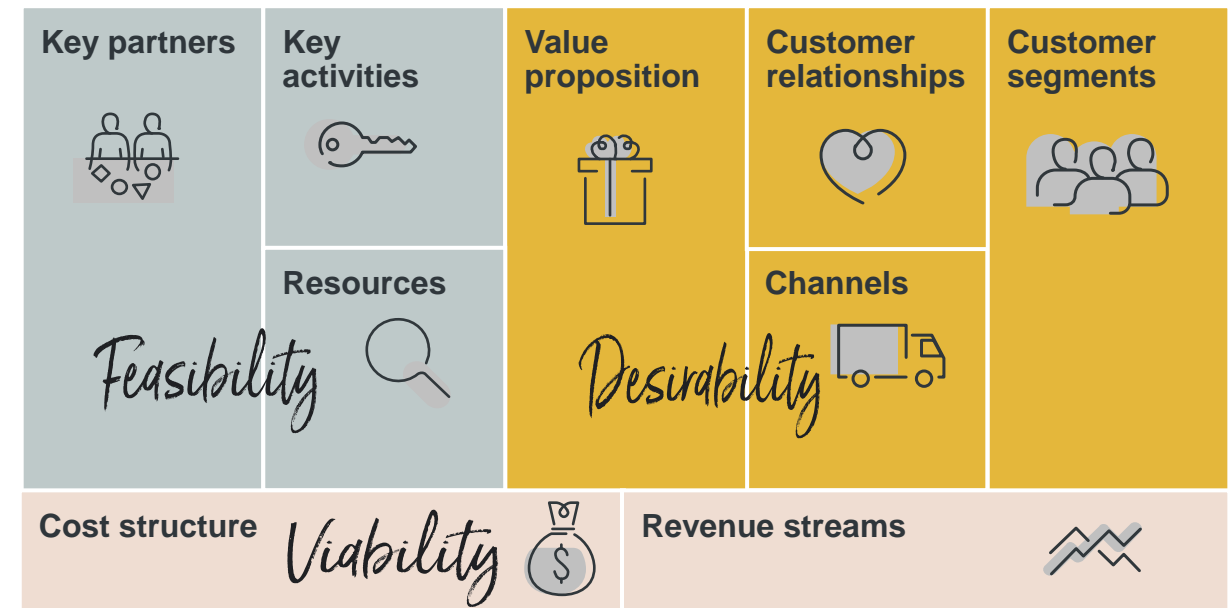 Key partners
Key
activities
Value
proposition
Customer
relationships
Customer
segments
Resources
Channels
Feasibility
Desirability
Cost structure
Viability
$
Revenue streams